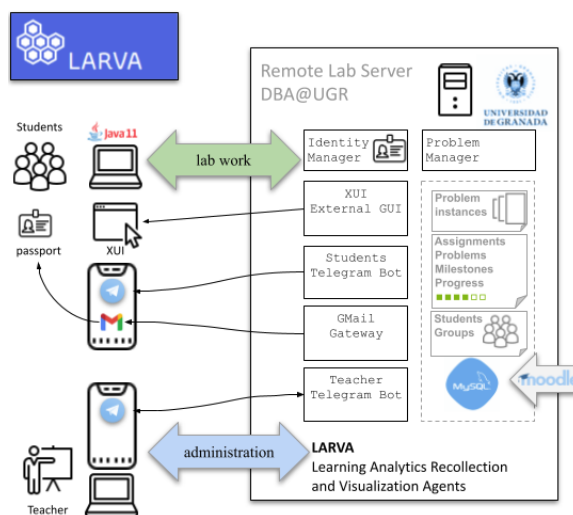 LARVA
Remote Lab Server
DBA@UGR
UNIVERSIDAD
DE GRANADA
Students
Java 11
lab work
Identity
Manager
Problem
Manager
passport
XUI
XUI
External GUI
Problem
instances
Students
Telegram Bot
Assignments
Problems
Milestones
Progress
GMail
Gateway
Students
Groups
Teacher
Telegram Bot
MySQL
moodle
administration
LARVA
Learning Analytics Recollection
and Visualization Agents
Teacher